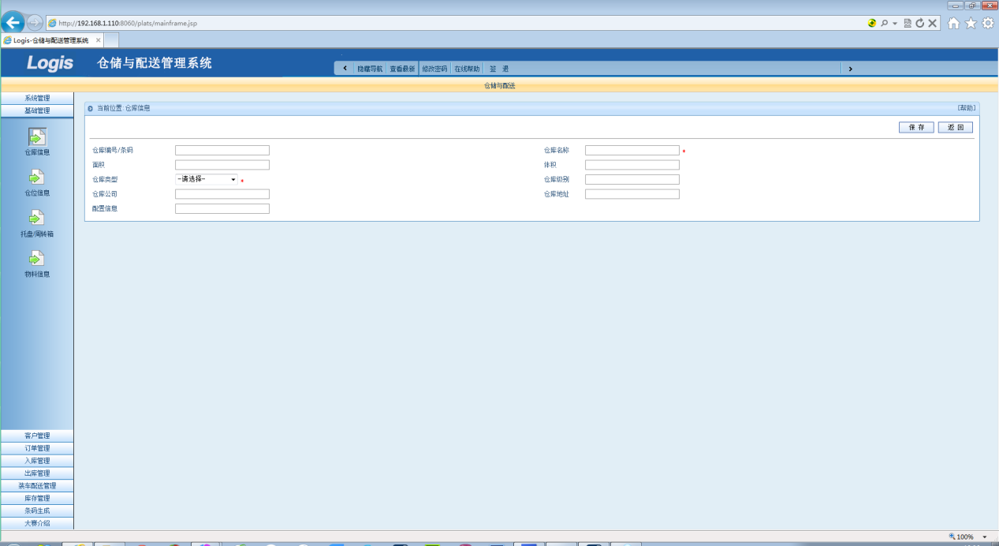 http://192.168.1.110:8060/plats/mainframe.jsp
Logis-仓储与配送管理系统
Logis 仓储与配送管理系统
隐藏导航 查看最新 修改密码 在线帮助 签 退
仓储与配送
系统管理
基础管理
仓库信息
仓位信息
托盘/周转箱
物料信息
客户管理
订单管理
入库管理
出库管理
装车配送管理
库存管理
条码生成
大赛介绍
当前位置:仓库信息 [帮助]
保 存 返 回
仓库编号/条码 仓库名称 *
面积 体积
仓库类型 -请选择- * 仓库级别
仓库公司 仓库地址
配置信息
100%